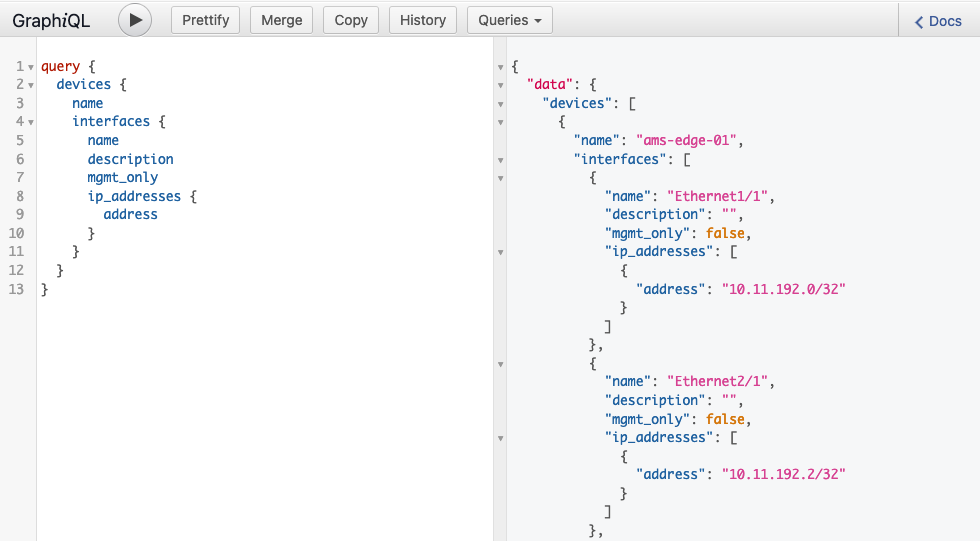 GraphiQL Prettify Merge Copy History Queries Docs
1 query {
2 devices {
3 name
4 interfaces {
5 name
6 description
7 mgmt_only
8 ip_addresses {
9 address
10 }
11 }
12 }
13 }
{
"data": {
"devices": [
{
"name": "ams-edge-01",
"interfaces": [
{
"name": "Ethernet1/1",
"description": "",
"mgmt_only": false,
"ip_addresses": [
{
"address": "10.11.192.0/32"
}
]
},
{
"name": "Ethernet2/1",
"description": "",
"mgmt_only": false,
"ip_addresses": [
{
"address": "10.11.192.2/32"
}
]
},